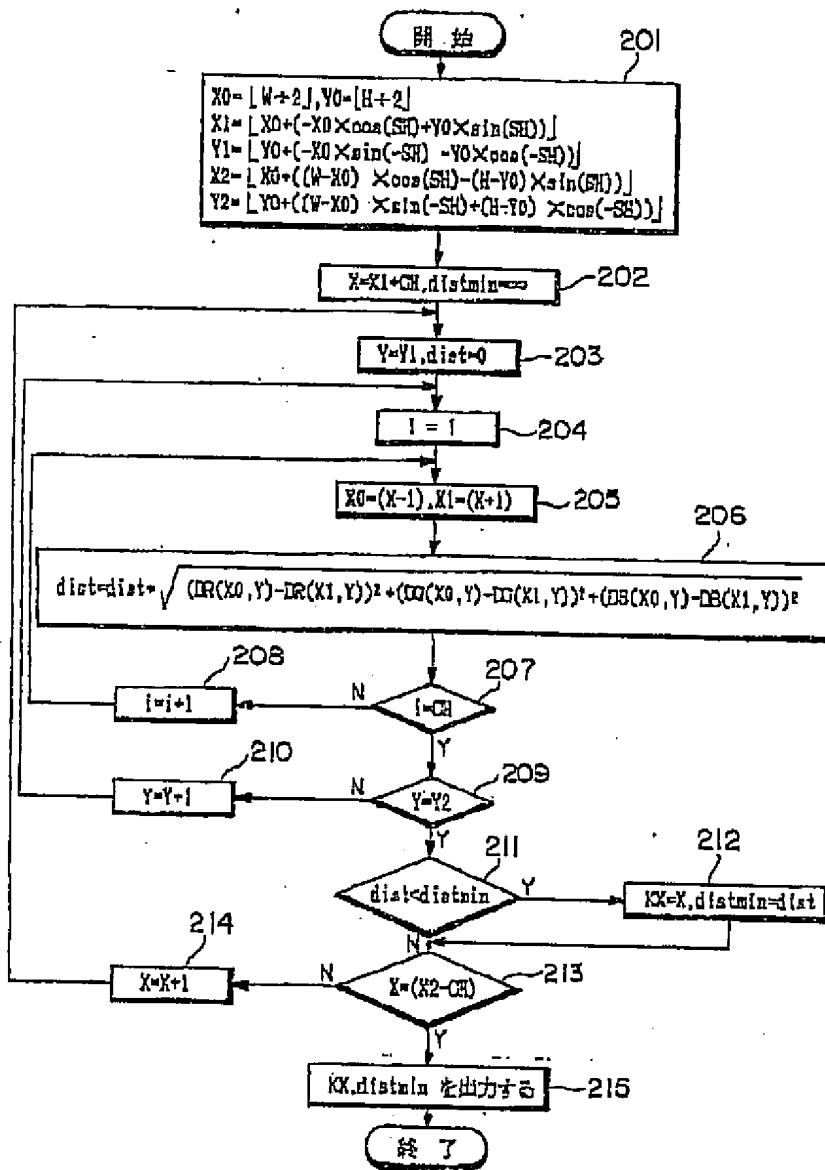 開始
201
X0=⌊W÷2⌋,Y0=⌊H÷2⌋
X1=⌊X0+(-X0×cos(SH)+Y0×sin(SH))⌋
Y1=⌊Y0+(-X0×sin(-SH) -Y0×cos(-SH))⌋
X2=⌊X0+((W-X0) ×cos(SH)-(H-Y0)×sin(SH))⌋
Y2=⌊Y0+((W-X0) ×sin(-SH)+(H-Y0) ×cos(-SH))⌋
X=X1+CH,distmin=∞
202
Y=Y1,dist=0
203
I = 1
204
X0=(X-1).X1=(X+1)
205
206
dist=dist+√(DR(X0,Y)-DR(X1,Y))²+(DG(X0,Y)-DG(X1,Y))²+(DB(X0,Y)-DB(X1,Y))²
208
207
i=i+1
N
i=CH
Y
210
209
Y=Y+1
N
Y=Y2
Y
211
212
dist<distmin
Y
KX=X,distmin=dist
N
214
213
X=X+1
N
X=(X2-CH)
Y
KX,distmin を出力する
215
終了